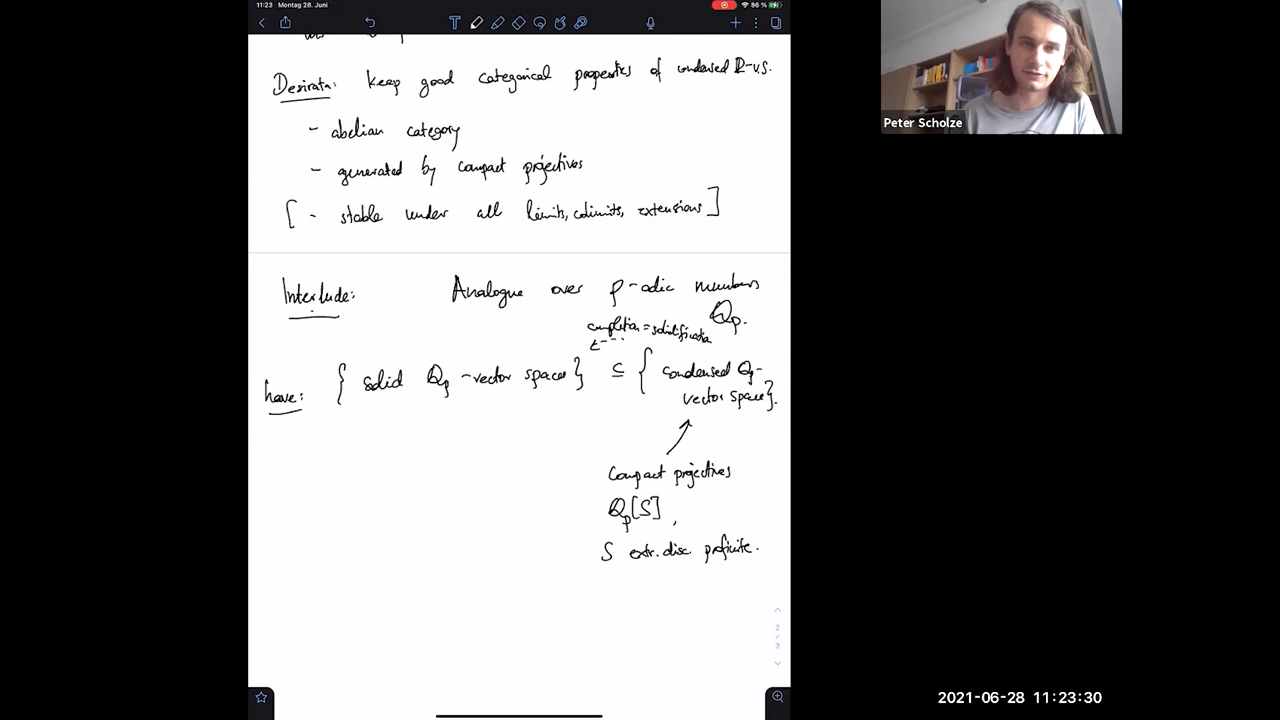 11:23 Montag 28. Juni
86 %
Desirata: keep good categorical properties of condensed R-v.s.
- abelian category
- generated by compact projectives
[ - stable under all limits, colimits, extensions ]
Interlude: Analogue over p-adic numbers
Qp.
completion = solidification
have: { solid Qp -vector spaces } ⊆ { condensed Qp-
vector spaces }.
compact projectives
Qp[S] ,
S extr. disc profinite.
2
/
3
Peter Scholze
2021-06-28 11:23:30